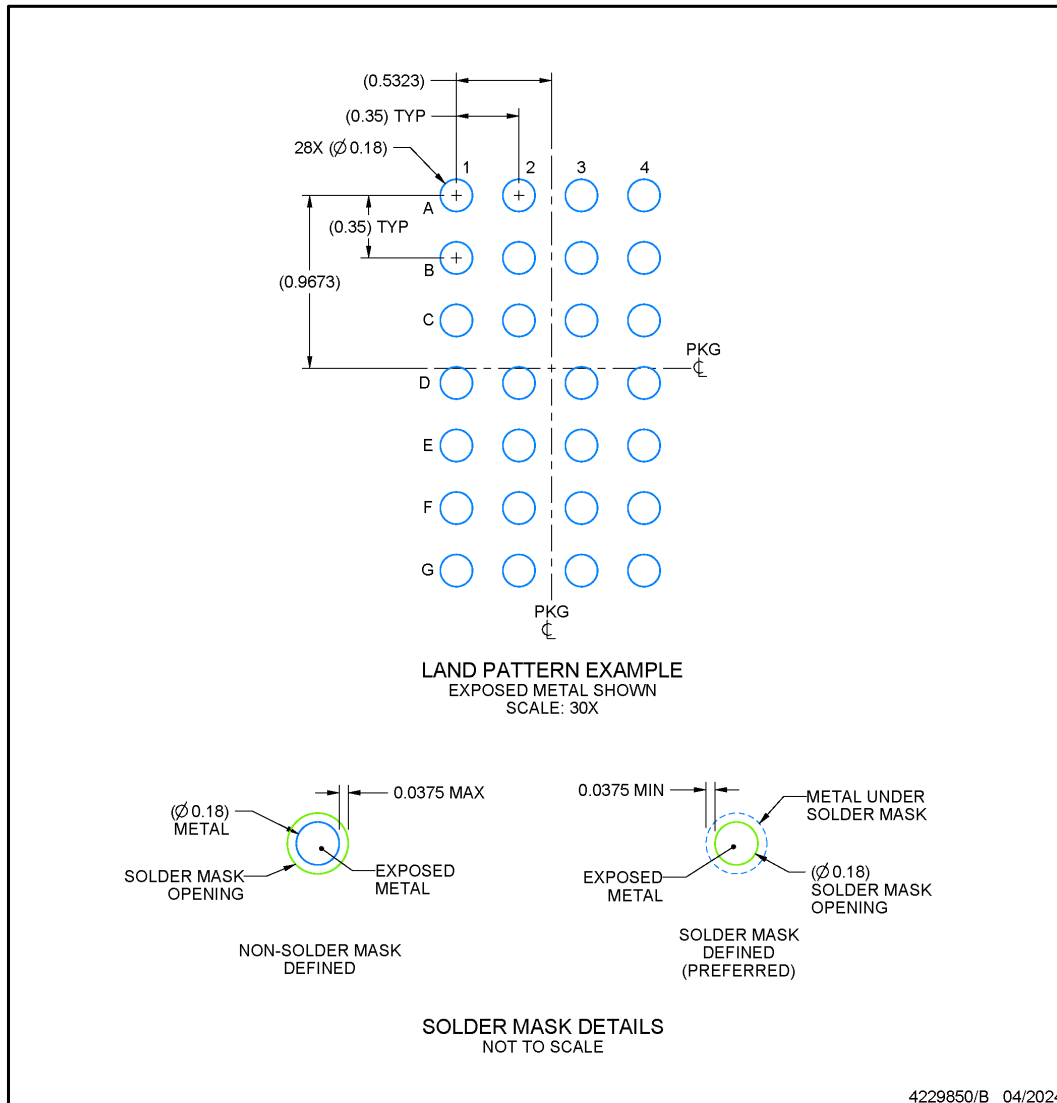 (0.5323)
(0.35) TYP
28X (Ø 0.18)
1 2 3 4
A
(0.35) TYP
B
(0.9673)
C
PKG
℄
D
E
F
G
PKG
℄
LAND PATTERN EXAMPLE
EXPOSED METAL SHOWN
SCALE: 30X
0.0375 MAX
(Ø 0.18)
METAL
SOLDER MASK
OPENING
EXPOSED
METAL
NON-SOLDER MASK
DEFINED
0.0375 MIN
METAL UNDER
SOLDER MASK
EXPOSED
METAL
(Ø 0.18)
SOLDER MASK
OPENING
SOLDER MASK
DEFINED
(PREFERRED)
SOLDER MASK DETAILS
NOT TO SCALE
4229850/B 04/2024